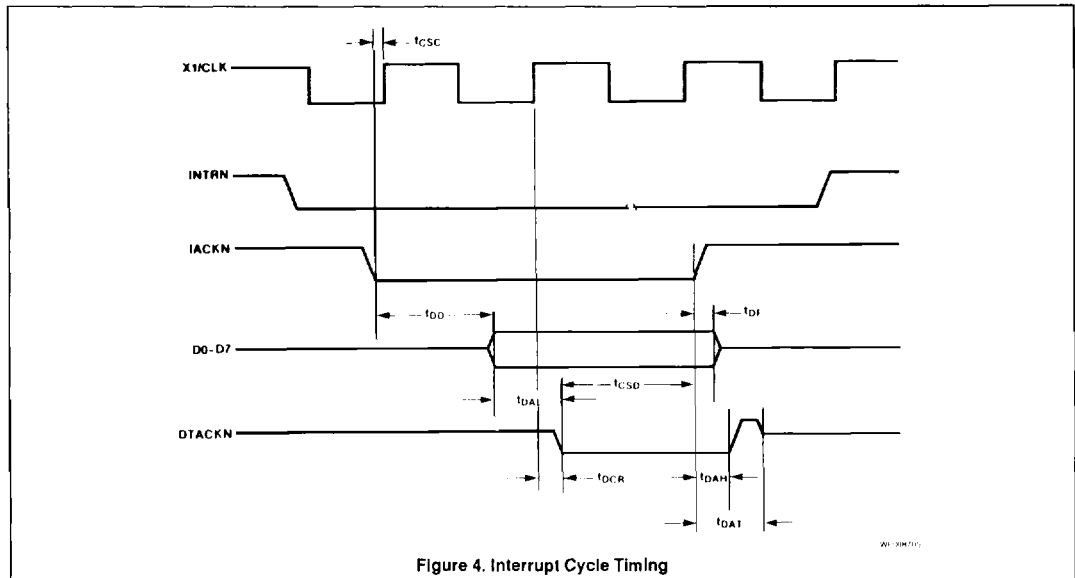 tCSC
X1/CLK
INTRN
IACKN
tDD
tDF
D0-D7
tCSD
tDAL
DTACKN
tDCR
tDAH
tDAT
Figure 4. Interrupt Cycle Timing